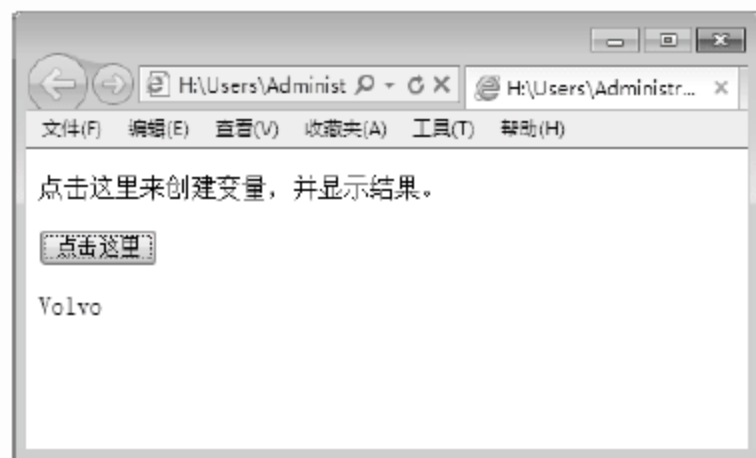 H:\Users\Administ
H:\Users\Administr...
文件(F) 编辑(E) 查看(V) 收藏夹(A) 工具(T) 帮助(H)
点击这里来创建变量，并显示结果。
点击这里
Volvo